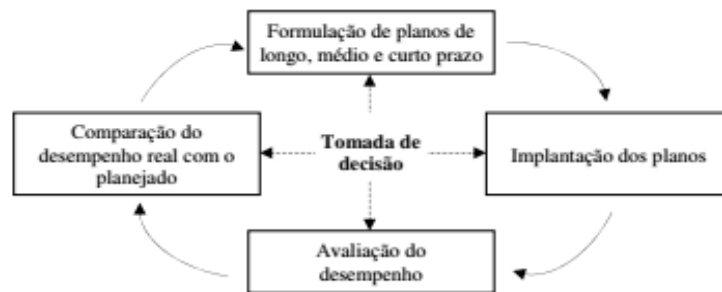 Formulação de planos de
longo, médio e curto prazo
Comparação do
desempenho real com o
planejado
Tomada de
decisão
Implantação dos planos
Avaliação do
desempenho